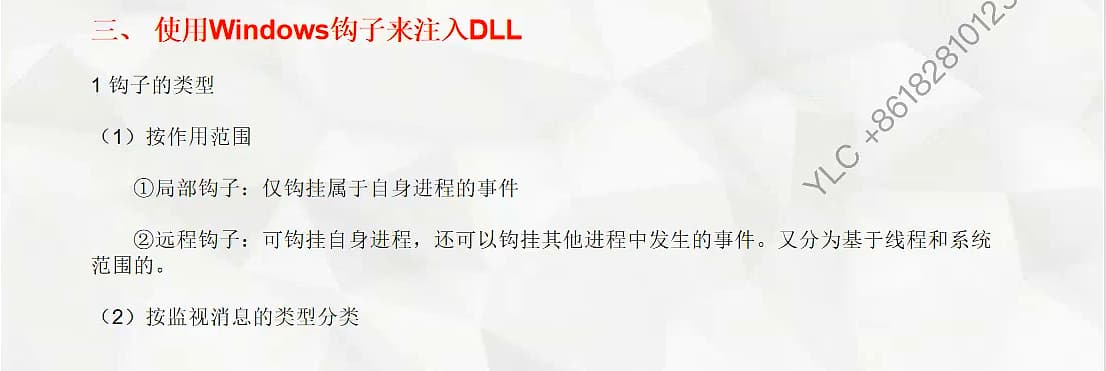 三、 使用Windows钩子来注入DLL
1 钩子的类型
（1）按作用范围
①局部钩子：仅钩挂属于自身进程的事件
②远程钩子：可钩挂自身进程，还可以钩挂其他进程中发生的事件。又分为基于线程和系统
范围的。
（2）按监视消息的类型分类
YLC +8618281012